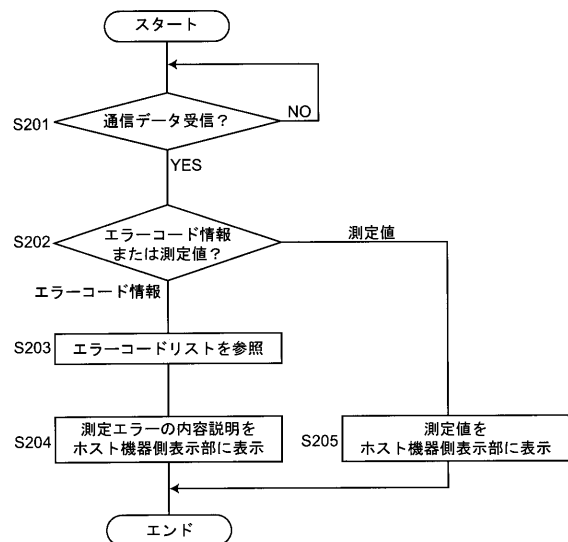 スタート
S201
通信データ受信?
NO
YES
S202
エラーコード情報
または測定値?
測定値
エラーコード情報
S203
エラーコードリストを参照
S204
測定エラーの内容説明を
ホスト機器側表示部に表示
S205
測定値を
ホスト機器側表示部に表示
エンド